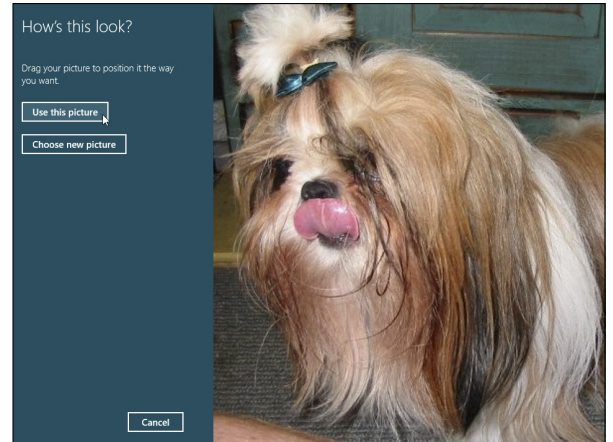 How's this look?
Drag your picture to position it the way
you want.
Use this picture
Choose new picture
Cancel